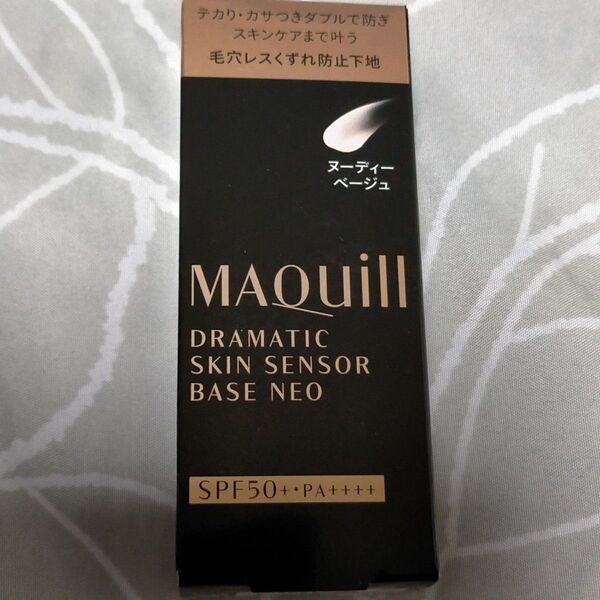 テカリ・カサつきダブルで防ぎ
スキンケアまで叶う
毛穴レスくずれ防止下地
ヌーディー
ベージュ
MAQuill
DRAMATIC
SKIN SENSOR
BASE NEO
SPF50+・PA++++